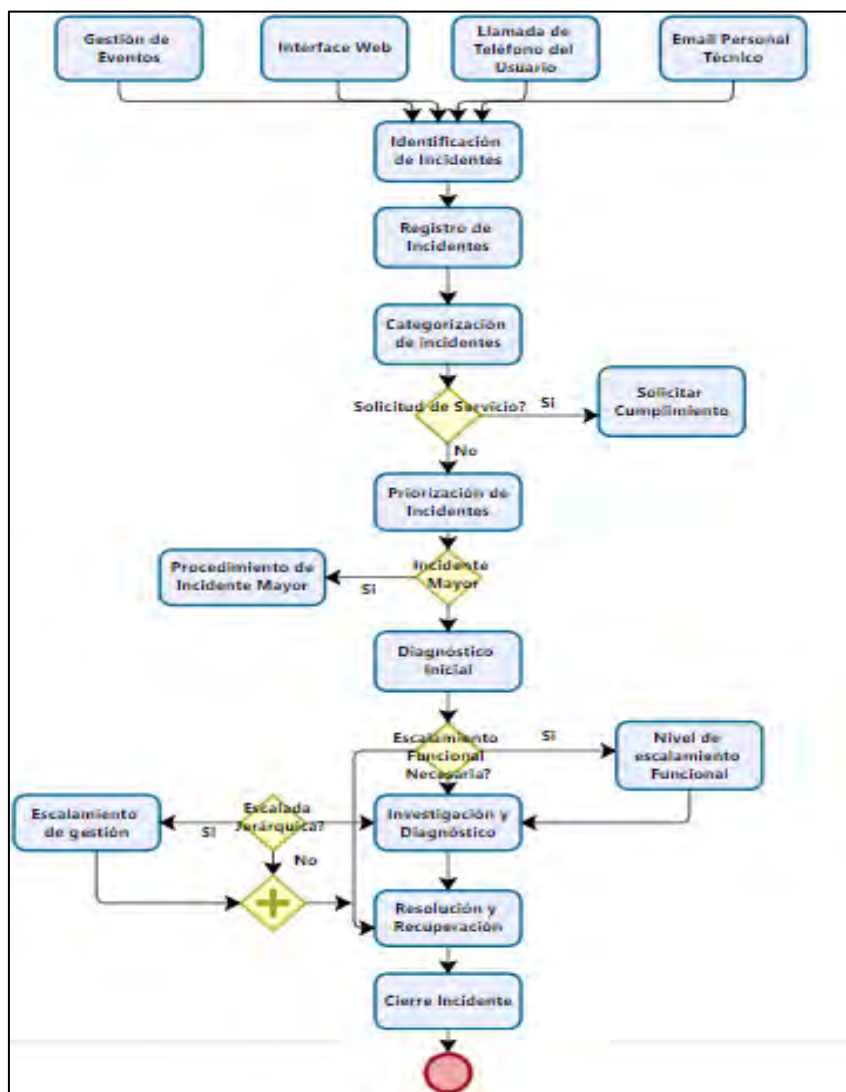 Gestión de
Eventos
Interface Web
Llamada de
Teléfono del
Usuario
Email Personal
Técnico
Identificación
de Incidentes
Registro de
Incidentes
Categorización
de incidentes
Solicitud de Servicio?
Si
Solicitar
Cumplimiento
No
Priorización de
Incidentes
Procedimiento de
Incidente Mayor
Si
Incidente
Mayor
Diagnóstico
Inicial
Escalamiento
Funcional
Necesaria?
Si
Nivel de
escalamiento
Funcional
Escalamiento
de gestión
Si
Escalada
Jerárquica?
No
Investigación y
Diagnóstico
Resolución y
Recuperación
Cierre Incidente